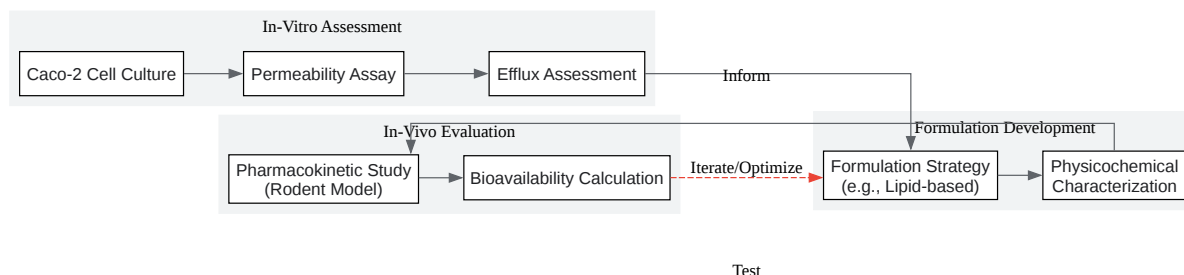 In-Vitro Assessment
Caco-2 Cell Culture
Permeability Assay
Efflux Assessment
Inform
In-Vivo Evaluation
Formulation Development
Pharmacokinetic Study
(Rodent Model)
Bioavailability Calculation
Iterate/Optimize
Formulation Strategy
(e.g., Lipid-based)
Physicochemical
Characterization
Test